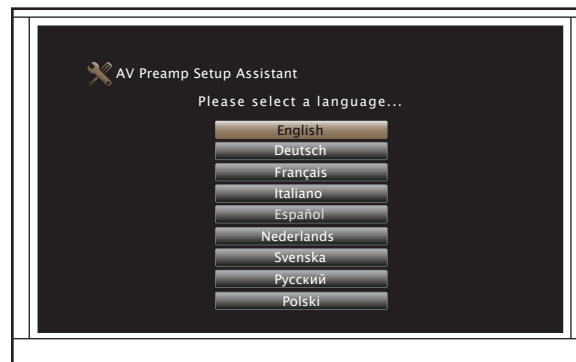 AV Preamp Setup Assistant
Please select a language...
English
Deutsch
Français
Italiano
Español
Nederlands
Svenska
Русский
Polski